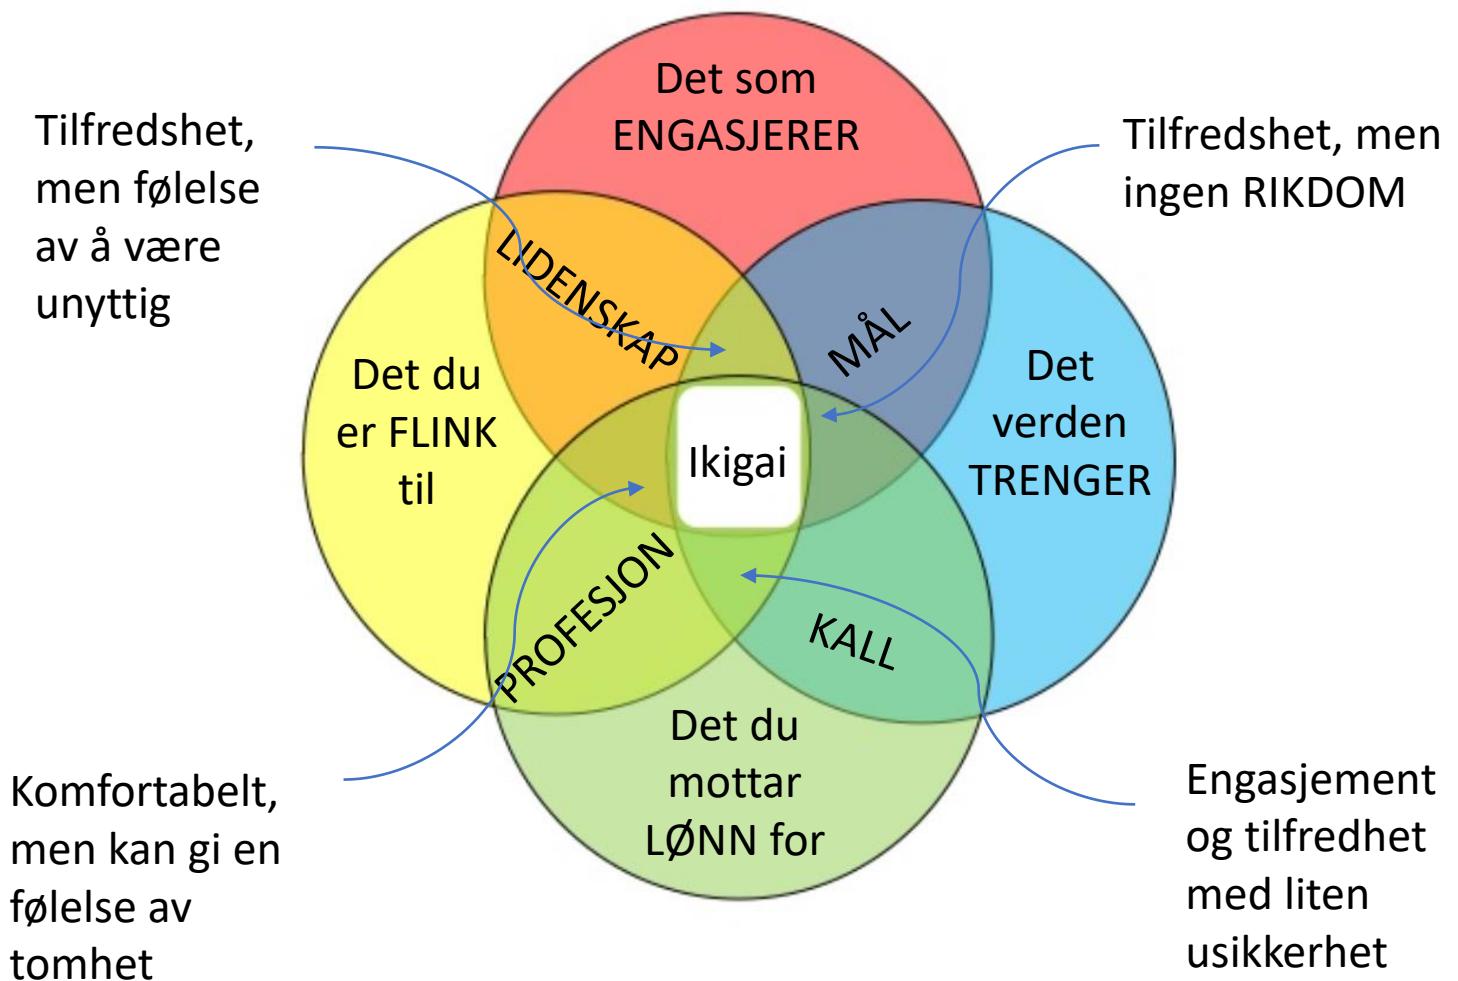 Det som
ENGASJERER
Tilfredshet,
men følelse
av å være
unyttig
Tilfredshet, men
ingen RIKDOM
LIDENSKAP
MÅL
Det du
er FLINK
til
Ikigai
Det
verden
TRENGER
PROFESJON
KALL
Det du
mottar
LØNN for
Komfortabelt,
men kan gi en
følelse av
tomhet
Engasjement
og tilfredhet
med liten
usikkerhet